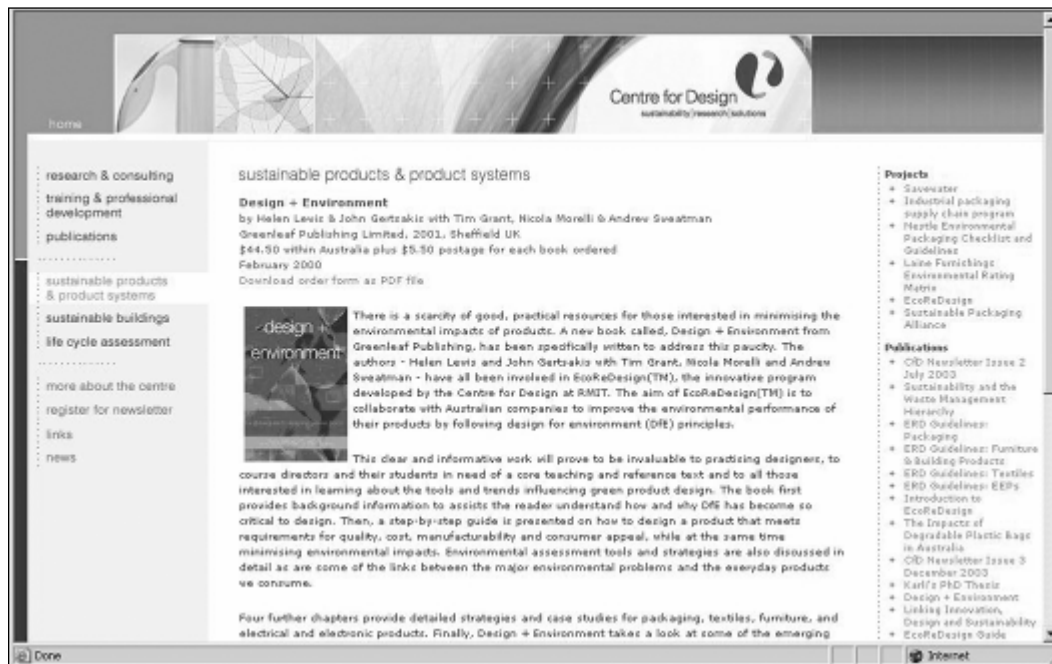 home
Centre for Design
sustainability|research|solutions
research & consulting
training & professional
development
publications
sustainable products
& product systems
sustainable buildings
life cycle assessment
more about the centre
register for newsletter
links
news
sustainable products & product systems
Design + Environment
by Helen Lewis & John Gertsakis with Tim Grant, Nicola Morelli & Andrew Sweatman
Greenleaf Publishing Limited, 2001, Sheffield UK
$44.50 within Australia plus $5.50 postage for each book ordered
February 2000
Download order form as PDF file
design +
environment
There is a scarcity of good, practical resources for those interested in minimising the
environmental impacts of products. A new book called, Design + Environment from
Greenleaf Publishing, has been specifically written to address this paucity. The
authors - Helen Lewis and John Gertsakis with Tim Grant, Nicola Morelli and Andrew
Sweatman - have all been involved in EcoReDesign(TM), the innovative program
developed by the Centre for Design at RMIT. The aim of EcoReDesign(TM) is to
collaborate with Australian companies to improve the environmental performance of
their products by following design for environment (DfE) principles.
This clear and informative work will prove to be invaluable to practising designers, to
course directors and their students in need of a core teaching and reference text and to all those
interested in learning about the tools and trends influencing green product design. The book first
provides background information to assists the reader understand how and why DfE has become so
critical to design. Then, a step-by-step guide is presented on how to design a product that meets
requirements for quality, cost, manufacturability and consumer appeal, while at the same time
minimising environmental impacts. Environmental assessment tools and strategies are also discussed in
detail as are some of the links between the major environmental problems and the everyday products
we consume.
Four further chapters provide detailed strategies and case studies for packaging, textiles, furniture, and
electrical and electronic products. Finally, Design + Environment takes a look at some of the emerging
Projects
Savewater
Industrial packaging
supply chain program
Nestle Environmental
Packaging Checklist and
Guidelines
Laine Furnishings
Environmental Rating
Matrix
EcoReDesign
Sustainable Packaging
Alliance
Publications
CfD Newsletter Issue 2
July 2003
Sustainability and the
Waste Management
Hierarchy
ERD Guidelines:
Packaging
ERD Guidelines: Furniture
& Building Products
ERD Guidelines: Textiles
ERD Guidelines: EEPs
Introduction to
EcoReDesign
The Impacts of
Degradable Plastic Bags
in Australia
CfD Newsletter Issue 3
December 2003
Karli's PhD Thesis
Design + Environment
Linking Innovation,
Design and Sustainability
EcoReDesign Guide
Done
Internet